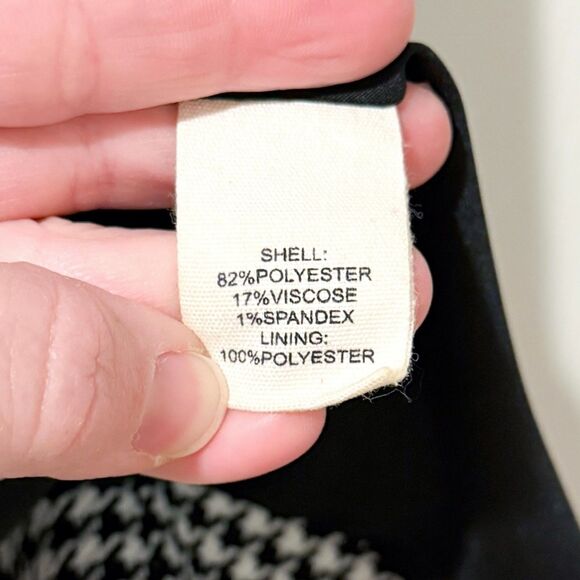 SHELL:
82%POLYESTER
17%VISCOSE
1%SPANDEX
LINING:
100%POLYESTER